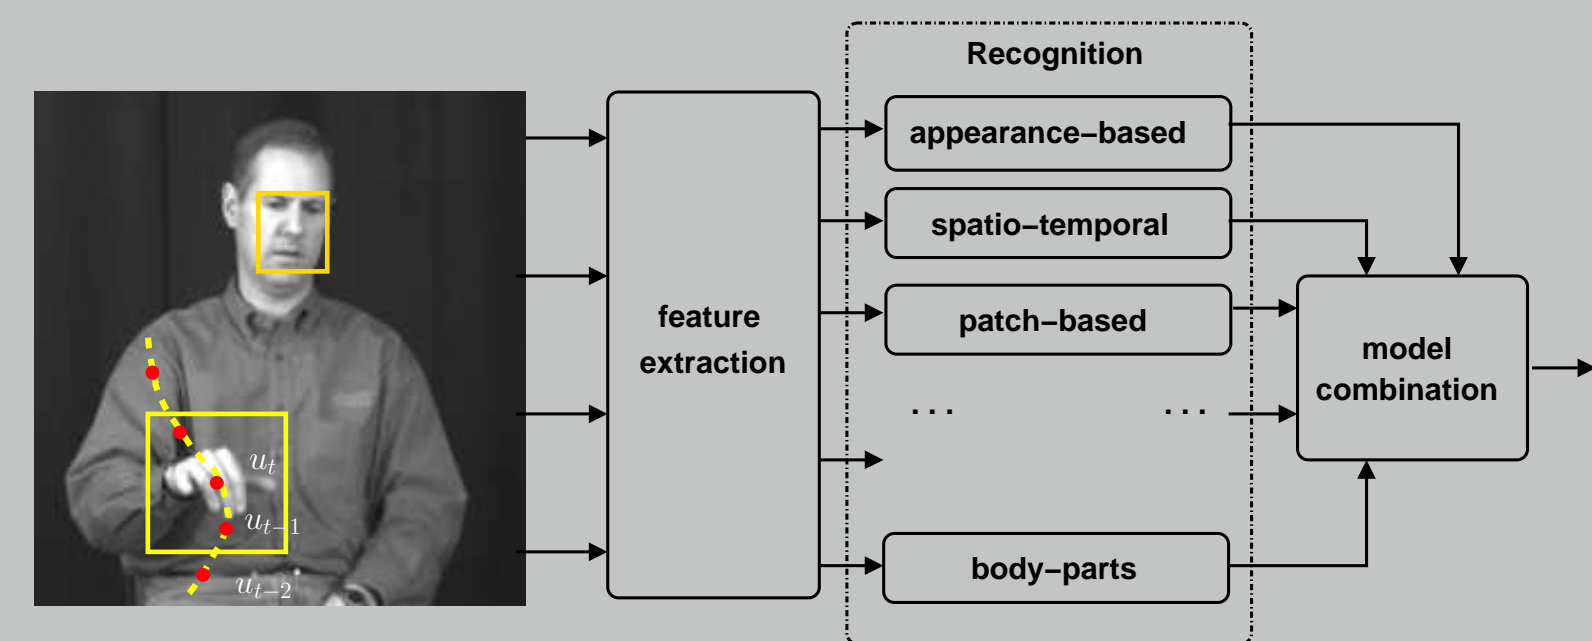 Recognition
appearance−based
spatio−temporal
patch−based
feature
extraction
model
combination
. . .
. . .
body−parts
u_t
u_{t−1}
u_{t−2}